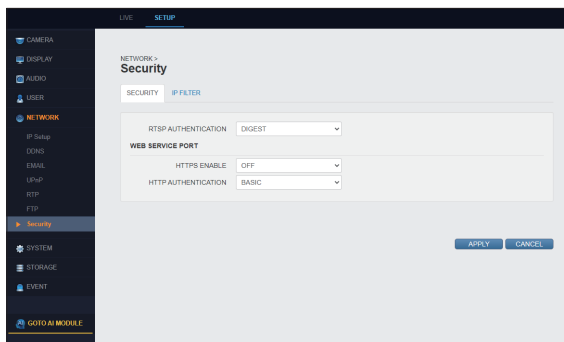 LIVE SETUP
CAMERA
DISPLAY
AUDIO
USER
NETWORK
IP Setup
DDNS
EMAIL
UPnP
RTP
FTP
Security
SYSTEM
STORAGE
EVENT
GOTO AI MODULE
NETWORK >
Security
SECURITY IP FILTER
RTSP AUTHENTICATION DIGEST
WEB SERVICE PORT
HTTPS ENABLE OFF
HTTP AUTHENTICATION BASIC
APPLY CANCEL